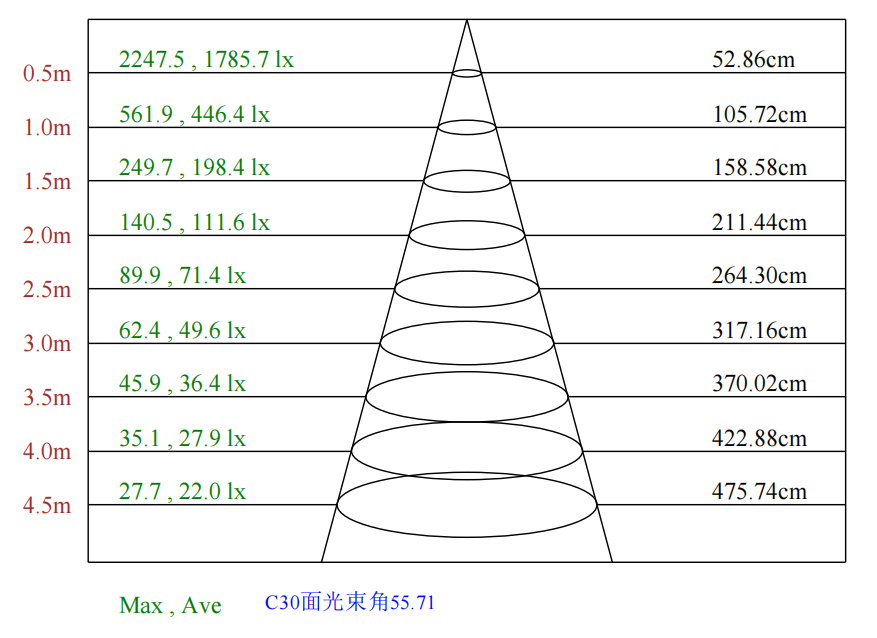 2247.5 , 1785.7 lx 52.86cm
0.5m
561.9 , 446.4 lx 105.72cm
1.0m
249.7 , 198.4 lx 158.58cm
1.5m
140.5 , 111.6 lx 211.44cm
2.0m
89.9 , 71.4 lx 264.30cm
2.5m
62.4 , 49.6 lx 317.16cm
3.0m
45.9 , 36.4 lx 370.02cm
3.5m
35.1 , 27.9 lx 422.88cm
4.0m
27.7 , 22.0 lx 475.74cm
4.5m
Max , Ave C30面光束角55.71